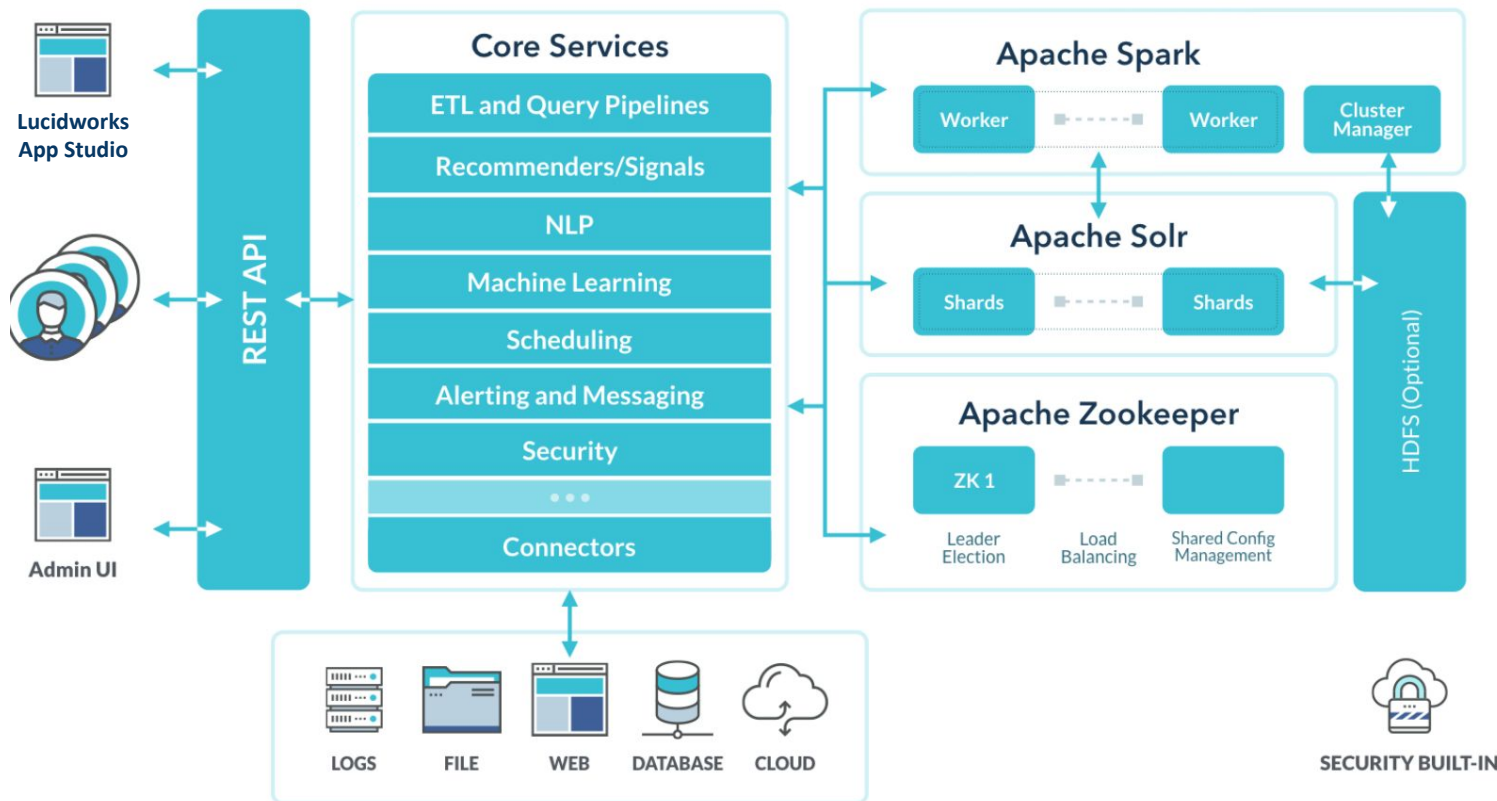 Lucidworks
App Studio
Admin UI
REST API
Core Services
ETL and Query Pipelines
Recommenders/Signals
NLP
Machine Learning
Scheduling
Alerting and Messaging
Security
Connectors
LOGS
FILE
WEB
DATABASE
CLOUD
Apache Spark
Worker
Worker
Cluster
Manager
Apache Solr
Shards
Shards
Apache Zookeeper
ZK 1
Leader
Election
Load
Balancing
Shared Config
Management
HDFS (Optional)
SECURITY BUILT-IN